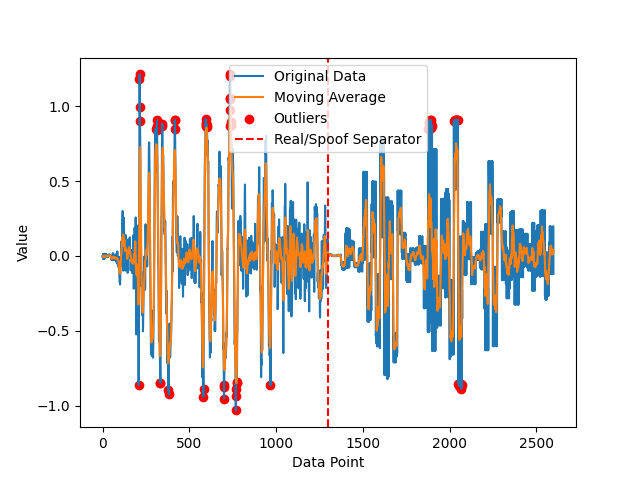 Original Data
Moving Average
Outliers
Real/Spoof Separator
1.0
0.5
0.0
−0.5
−1.0
Value
0 500 1000 1500 2000 2500
Data Point